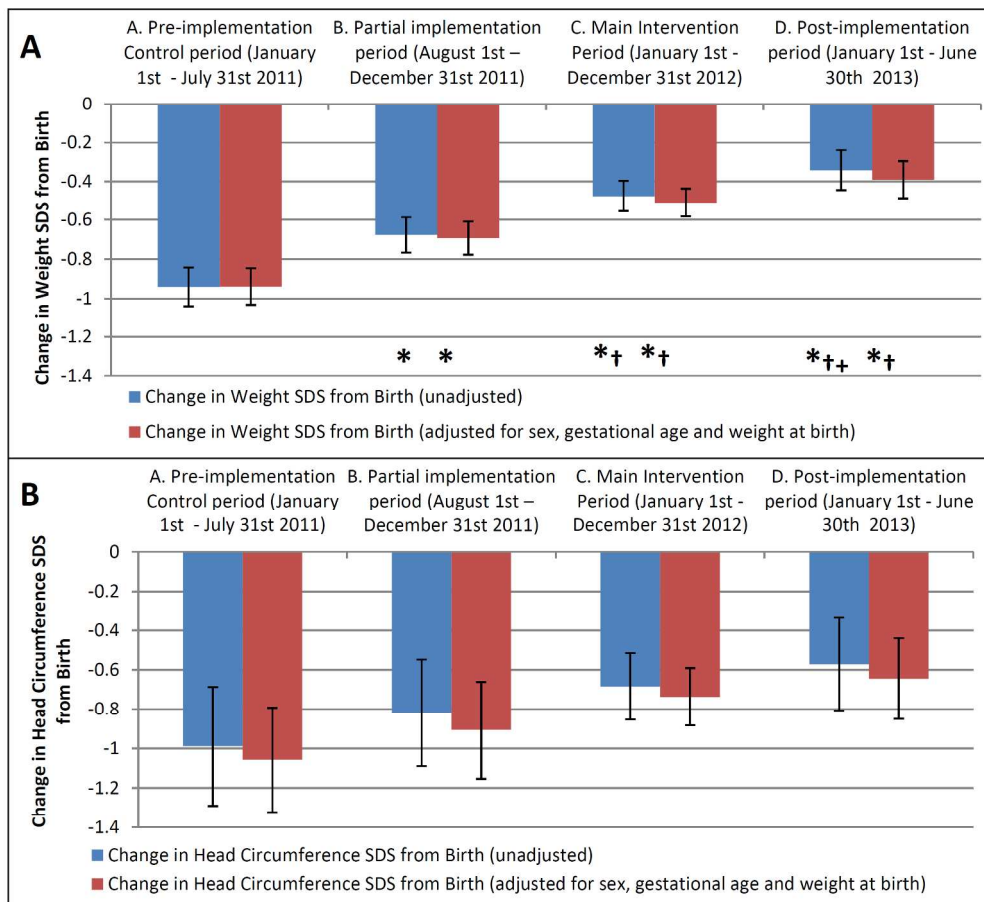 A
A. Pre-implementation
Control period (January
1st - July 31st 2011)
B. Partial implementation
period (August 1st –
December 31st 2011)
C. Main Intervention
Period (January 1st -
December 31st 2012)
D. Post-implementation
period (January 1st - June
30th 2013)
Change in Weight SDS from Birth
0
-0.2
-0.4
-0.6
-0.8
-1
-1.2
-1.4
* *
*† *†
*†+ *†
Change in Weight SDS from Birth (unadjusted)
Change in Weight SDS from Birth (adjusted for sex, gestational age and weight at birth)
B
A. Pre-implementation
Control period (January
1st - July 31st 2011)
B. Partial implementation
period (August 1st –
December 31st 2011)
C. Main Intervention
Period (January 1st -
December 31st 2012)
D. Post-implementation
period (January 1st - June
30th 2013)
Change in Head Circumference SDS
from Birth
0
-0.2
-0.4
-0.6
-0.8
-1
-1.2
-1.4
Change in Head Circumference SDS from Birth (unadjusted)
Change in Head Circumference SDS from Birth (adjusted for sex, gestational age and weight at birth)